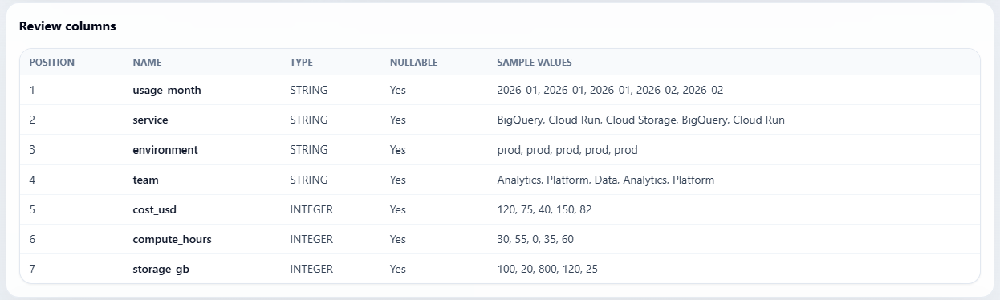 Review columns
POSITION NAME TYPE NULLABLE SAMPLE VALUES
1 usage_month STRING Yes 2026-01, 2026-01, 2026-01, 2026-02, 2026-02
2 service STRING Yes BigQuery, Cloud Run, Cloud Storage, BigQuery, Cloud Run
3 environment STRING Yes prod, prod, prod, prod, prod
4 team STRING Yes Analytics, Platform, Data, Analytics, Platform
5 cost_usd INTEGER Yes 120, 75, 40, 150, 82
6 compute_hours INTEGER Yes 30, 55, 0, 35, 60
7 storage_gb INTEGER Yes 100, 20, 800, 120, 25